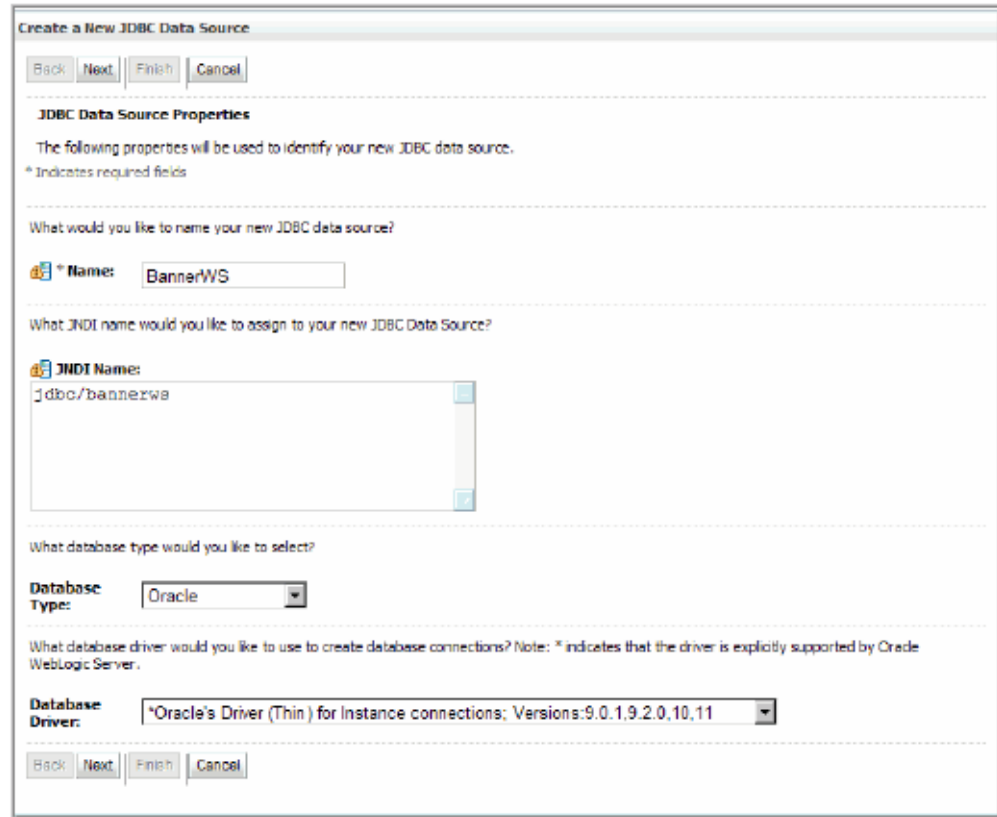 Create a New JDBC Data Source
Back Next Finish Cancel
JDBC Data Source Properties
The following properties will be used to identify your new JDBC data source.
* Indicates required fields
What would you like to name your new JDBC data source?
* Name: BannerWS
What JNDI name would you like to assign to your new JDBC Data Source?
JNDI Name:
jdbc/bannerws
What database type would you like to select?
Database
Type: Oracle
What database driver would you like to use to create database connections? Note: * indicates that the driver is explicitly supported by Oracle
WebLogic Server.
Database
Driver: *Oracle's Driver (Thin) for Instance connections; Versions:9.0.1,9.2.0,10,11
Back Next Finish Cancel